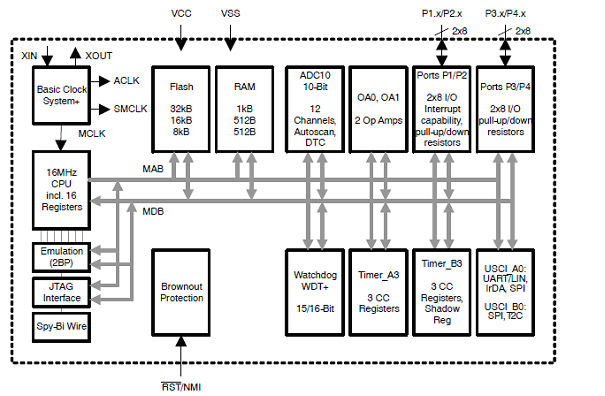 VCC
VSS
P1.x/P2.x
2x8
P3.x/P4.x
2x8
XIN
XOUT
Basic Clock
System+
ACLK
SMCLK
MCLK
Flash
32kB
16kB
8kB
RAM
1kB
512B
512B
ADC10
10-Bit
12
Channels,
Autoscan,
DTC
OA0, OA1
2 Op Amps
Ports P1/P2
2x8 I/O
Interrupt
capability,
pull-up/down
resistors
Ports P3/P4
2x8 I/O
pull-up/down
resistors
16MHz
CPU
incl. 16
Registers
MAB
MDB
Emulation
(2BP)
JTAG
Interface
Spy-Bi Wire
Brownout
Protection
RST/NMI
Watchdog
WDT+
15/16-Bit
Timer_A3
3 CC
Registers
Timer_B3
3 CC
Registers,
Shadow
Reg
USCI_A0:
UART/LIN,
IrDA, SPI
USCI_B0:
SPI, I2C